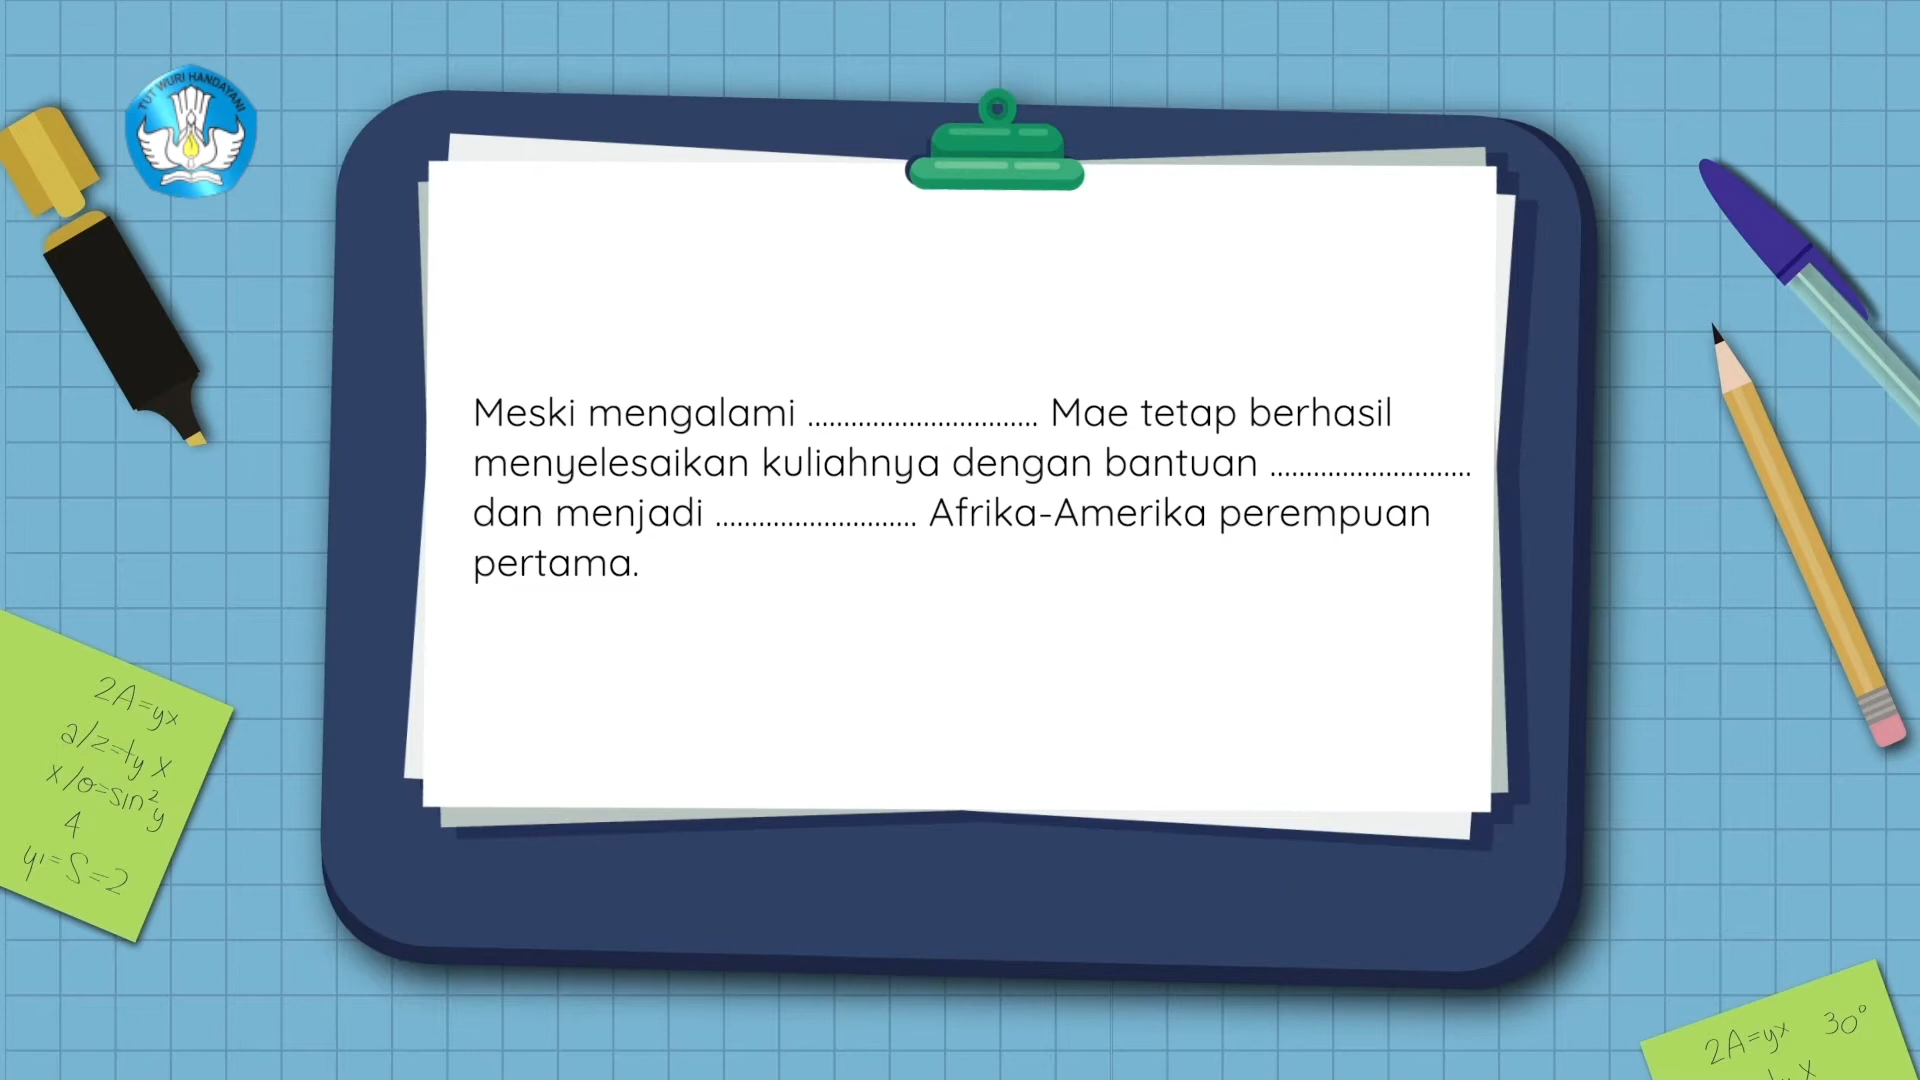 TUT WURI HANDAYANI
Meski mengalami ................................ Mae tetap berhasil
menyelesaikan kuliahnya dengan bantuan ............................
dan menjadi ............................ Afrika-Amerika perempuan
pertama.
2A=yx
a/z=ty x
x/o=sin²y
4
y1=S=2
2A=yx 30°